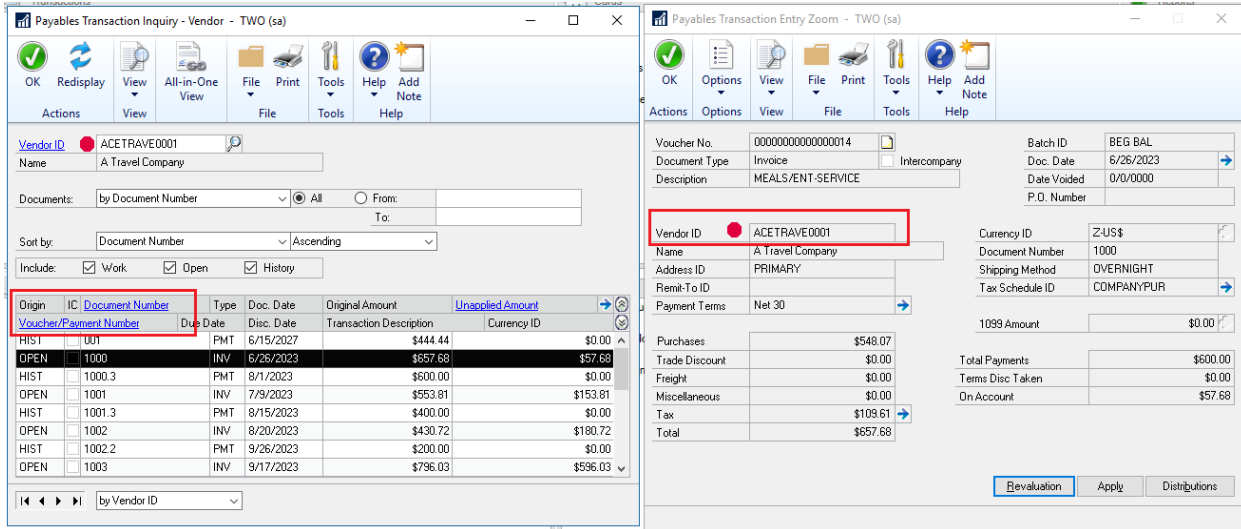 Payables Transaction Inquiry - Vendor - TWO (sa)
OK Redisplay View All-in-One View File Print Tools Help Add Note
Actions View File Tools Help
Vendor ID ACETRAVE0001
Name A Travel Company
Documents: by Document Number All From:
To:
Sort by: Document Number Ascending
Include: Work Open History
Origin IC Document Number Type Doc. Date Original Amount Unapplied Amount
Voucher/Payment Number Due Date Disc. Date Transaction Description Currency ID
HIST 001 PMT 6/15/2027 $444.44 $0.00
OPEN 1000 INV 6/26/2023 $657.68 $57.68
HIST 1000.3 PMT 8/1/2023 $600.00 $0.00
OPEN 1001 INV 7/9/2023 $553.81 $153.81
HIST 1001.3 PMT 8/15/2023 $400.00 $0.00
OPEN 1002 INV 8/20/2023 $430.72 $180.72
HIST 1002.2 PMT 9/26/2023 $200.00 $0.00
OPEN 1003 INV 9/17/2023 $796.03 $596.03
by Vendor ID
Payables Transaction Entry Zoom - TWO (sa)
OK Options View File Print Tools Help Add Note
Actions Options View File Tools Help
Voucher No. 00000000000000014 Batch ID BEG BAL
Document Type Invoice Intercompany Doc. Date 6/26/2023
Description MEALS/ENT-SERVICE Date Voided 0/0/0000
P.O. Number
Vendor ID ACETRAVE0001 Currency ID Z-US$
Name A Travel Company Document Number 1000
Address ID PRIMARY Shipping Method OVERNIGHT
Remit-To ID Tax Schedule ID COMPANYPUR
Payment Terms Net 30
1099 Amount $0.00
Purchases $548.07
Trade Discount $0.00 Total Payments $600.00
Freight $0.00 Terms Disc Taken $0.00
Miscellaneous $0.00 On Account $57.68
Tax $109.61
Total $657.68
Revaluation Apply Distributions